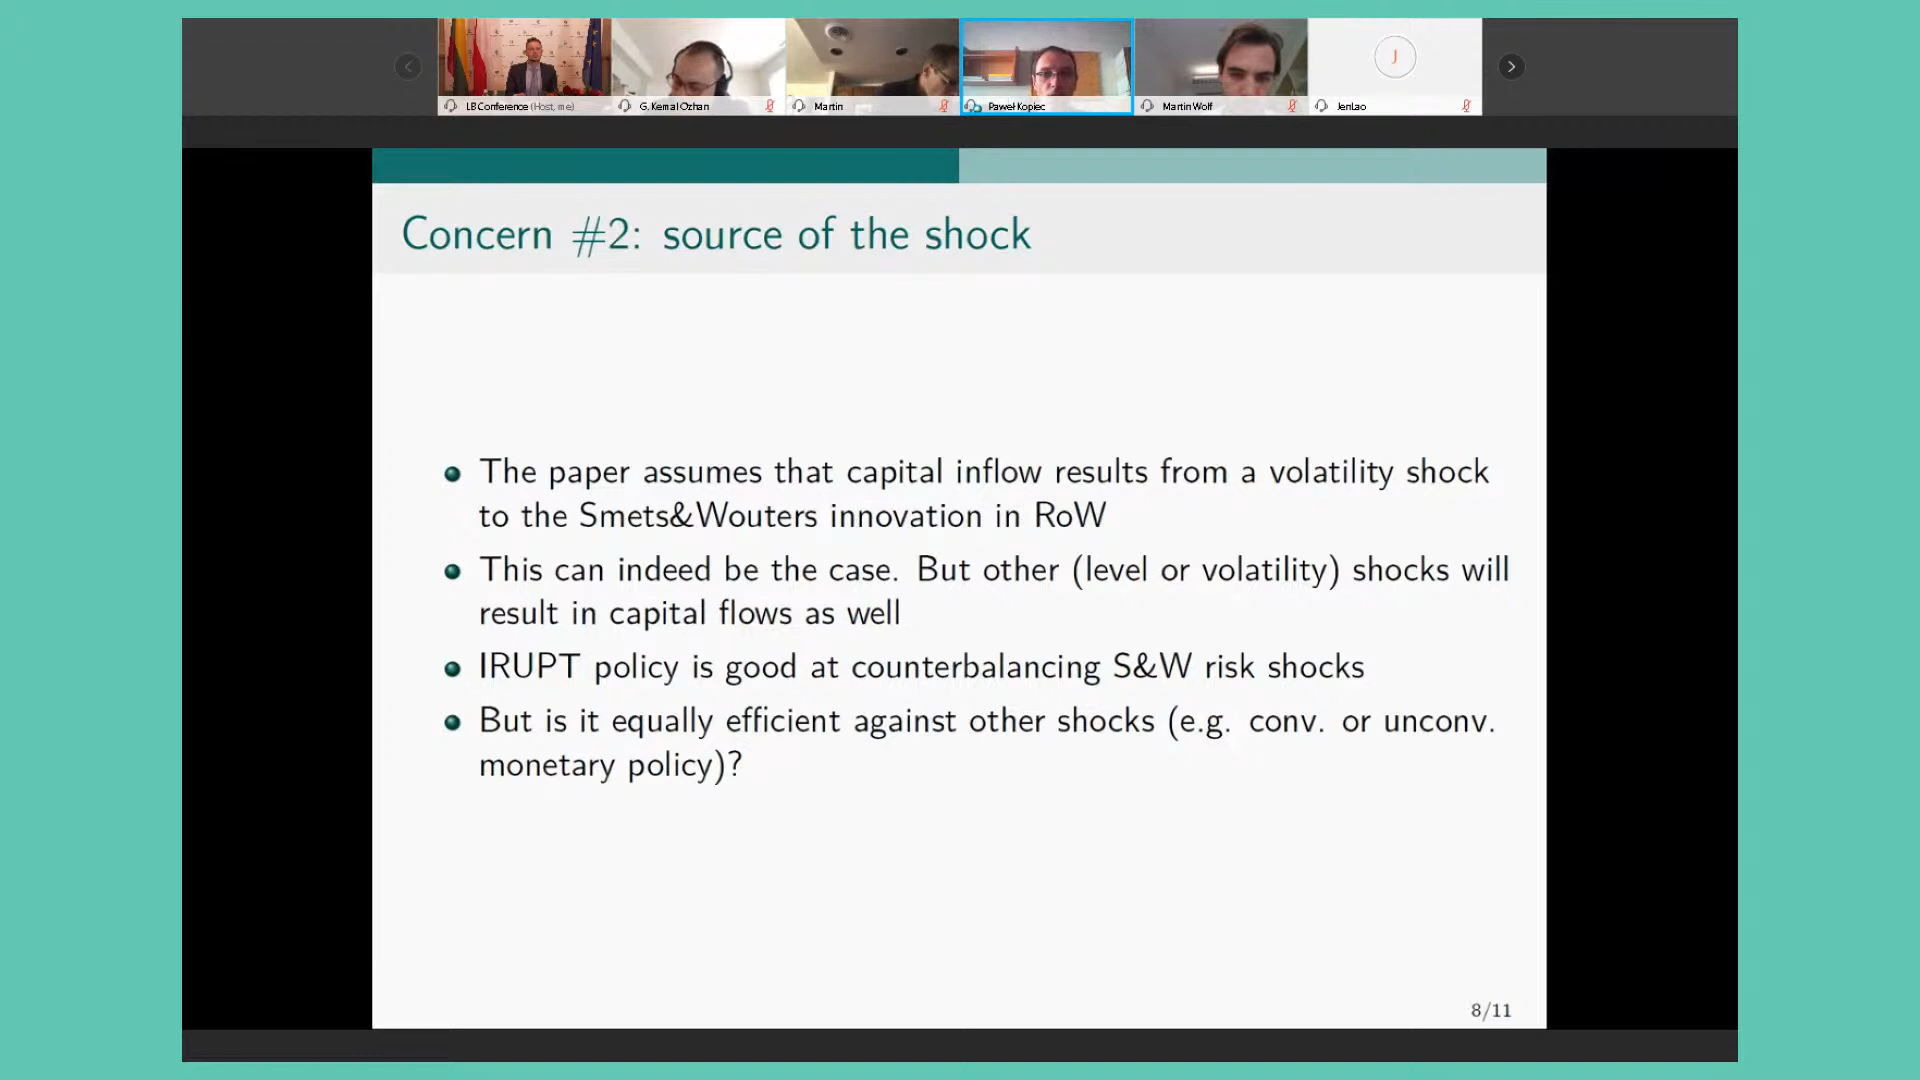 LB Conference (Host, me)
G. Kemal Ozhan
Martin
Paweł Kopiec
Martin Wolf
J
Jen Lao
Concern #2: source of the shock
The paper assumes that capital inflow results from a volatility shock
to the Smets&Wouters innovation in RoW
This can indeed be the case. But other (level or volatility) shocks will
result in capital flows as well
IRUPT policy is good at counterbalancing S&W risk shocks
But is it equally efficient against other shocks (e.g. conv. or unconv.
monetary policy)?
8/11